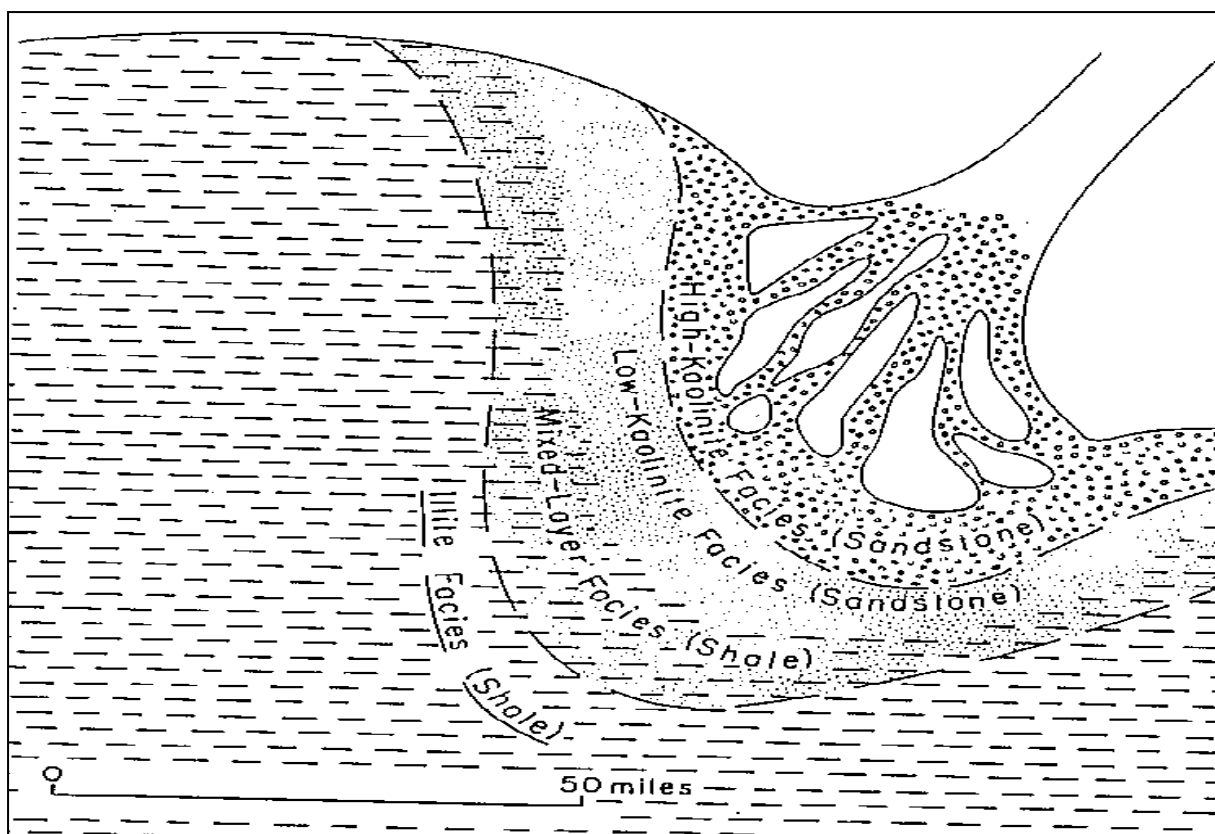 High-Kaolinite Facies (Sandstone)
Low-Kaolinite Facies (Sandstone)
Mixed-Layer Facies (Shale)
Illite Facies (Shale)
0
50 miles